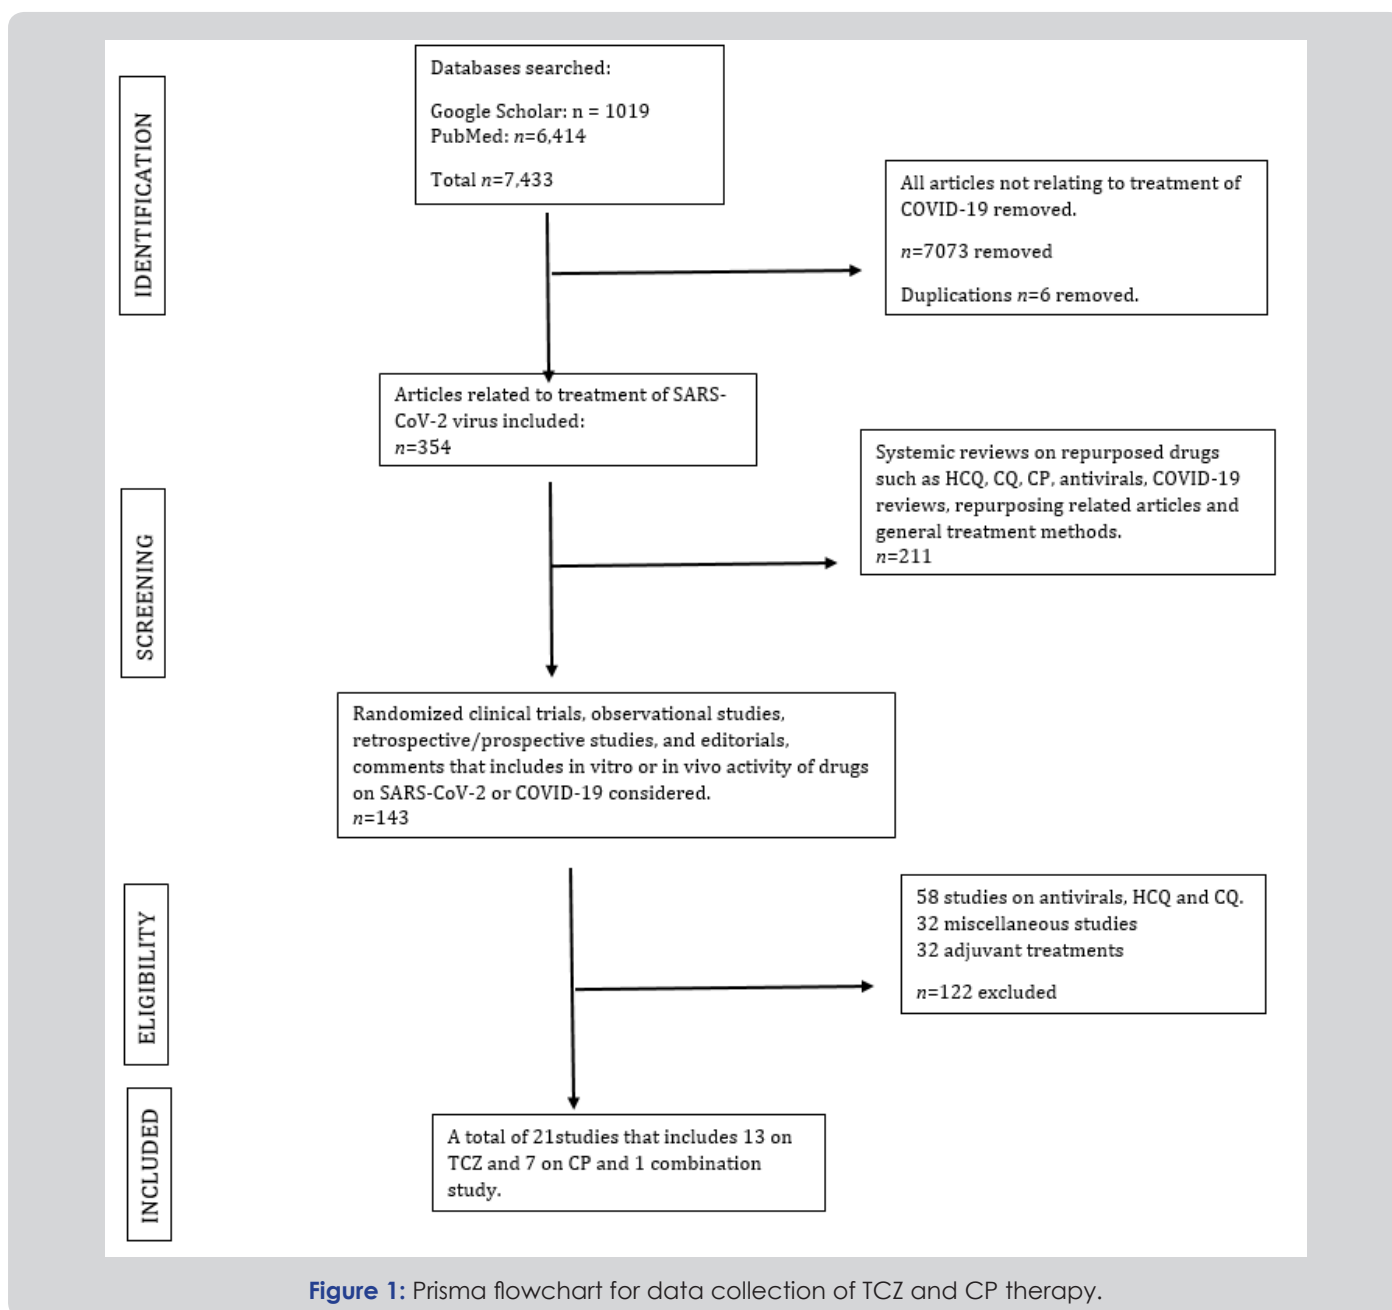 IDENTIFICATION
Databases searched:
Google Scholar: n = 1019
PubMed: n=6,414
Total n=7,433
All articles not relating to treatment of
COVID-19 removed.
n=7073 removed
Duplications n=6 removed.
Articles related to treatment of SARS-
CoV-2 virus included:
n=354
SCREENING
Systemic reviews on repurposed drugs
such as HCQ, CQ, CP, antivirals, COVID-19
reviews, repurposing related articles and
general treatment methods.
n=211
Randomized clinical trials, observational studies,
retrospective/prospective studies, and editorials,
comments that includes in vitro or in vivo activity of drugs
on SARS-CoV-2 or COVID-19 considered.
n=143
ELIGIBILITY
58 studies on antivirals, HCQ and CQ.
32 miscellaneous studies
32 adjuvant treatments
n=122 excluded
INCLUDED
A total of 21studies that includes 13 on
TCZ and 7 on CP and 1 combination
study.
Figure 1: Prisma flowchart for data collection of TCZ and CP therapy.